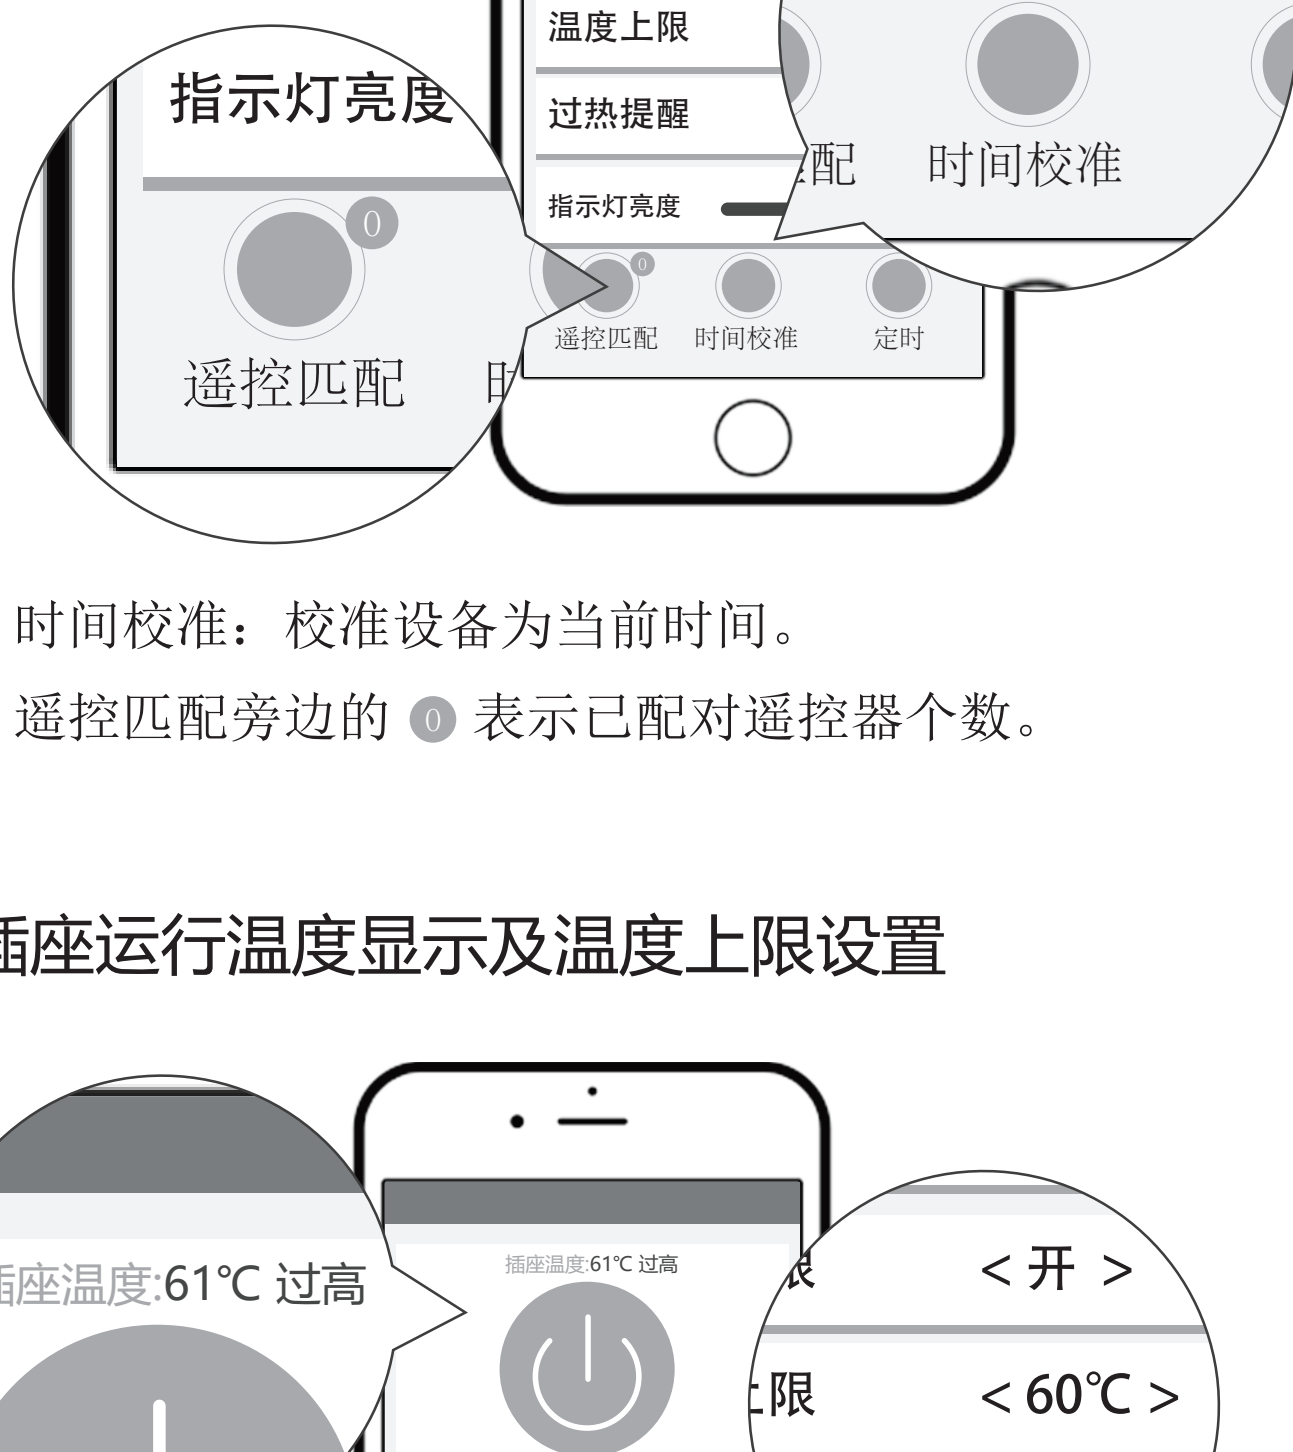 温度上限
指示灯亮度
过热提醒
配 时间校准
指示灯亮度
0
0
遥控匹配 时间校准 定时
遥控匹配
时间校准：校准设备为当前时间。
遥控匹配旁边的 0 表示已配对遥控器个数。
座运行温度显示及温度上限设置
座温度:61℃ 过高
插座温度:61℃ 过高
< 开 >
限 < 60℃ >